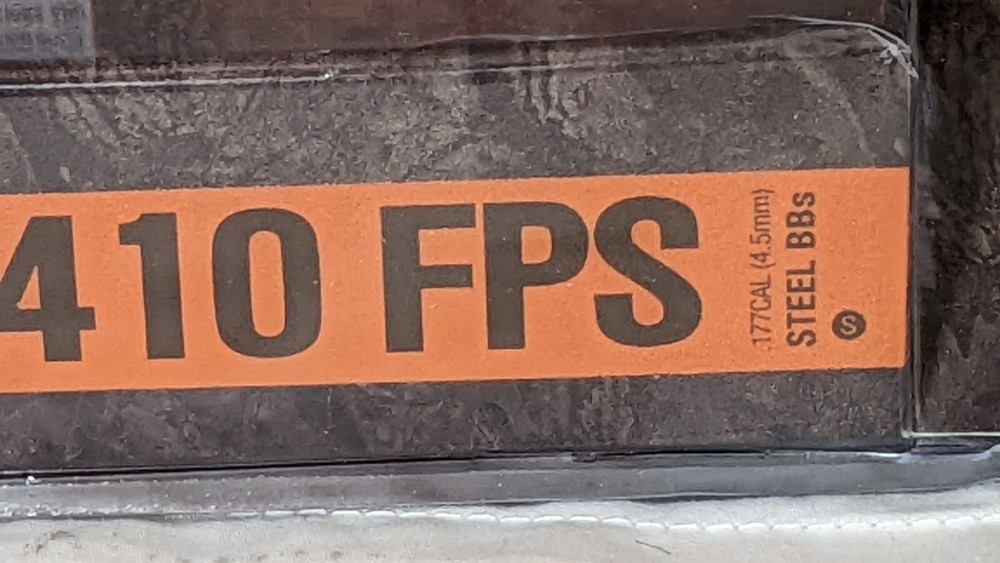 410 FPS
.177CAL (4.5mm)
STEEL BBs
S